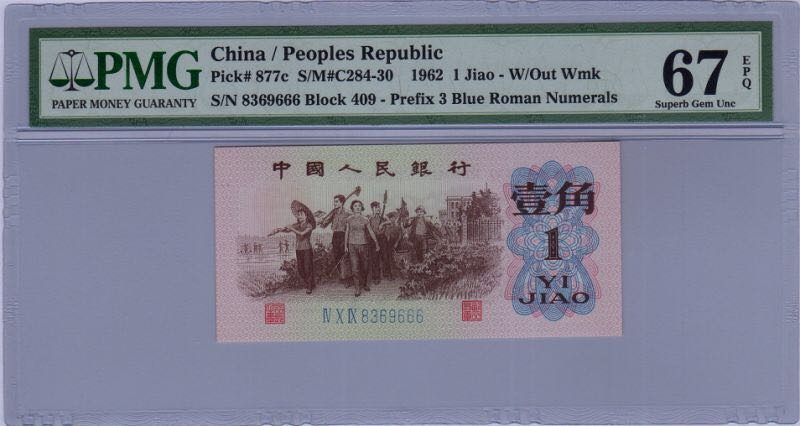 PMG
PAPER MONEY GUARANTY
China / Peoples Republic
Pick# 877c S/M#C284-30 1962 1 Jiao - W/Out Wmk
S/N 8369666 Block 409 - Prefix 3 Blue Roman Numerals
67 EPQ
Superb Gem Unc
中國人民銀行
壹角
1
YI
JIAO
Ⅳ X Ⅸ 8369666